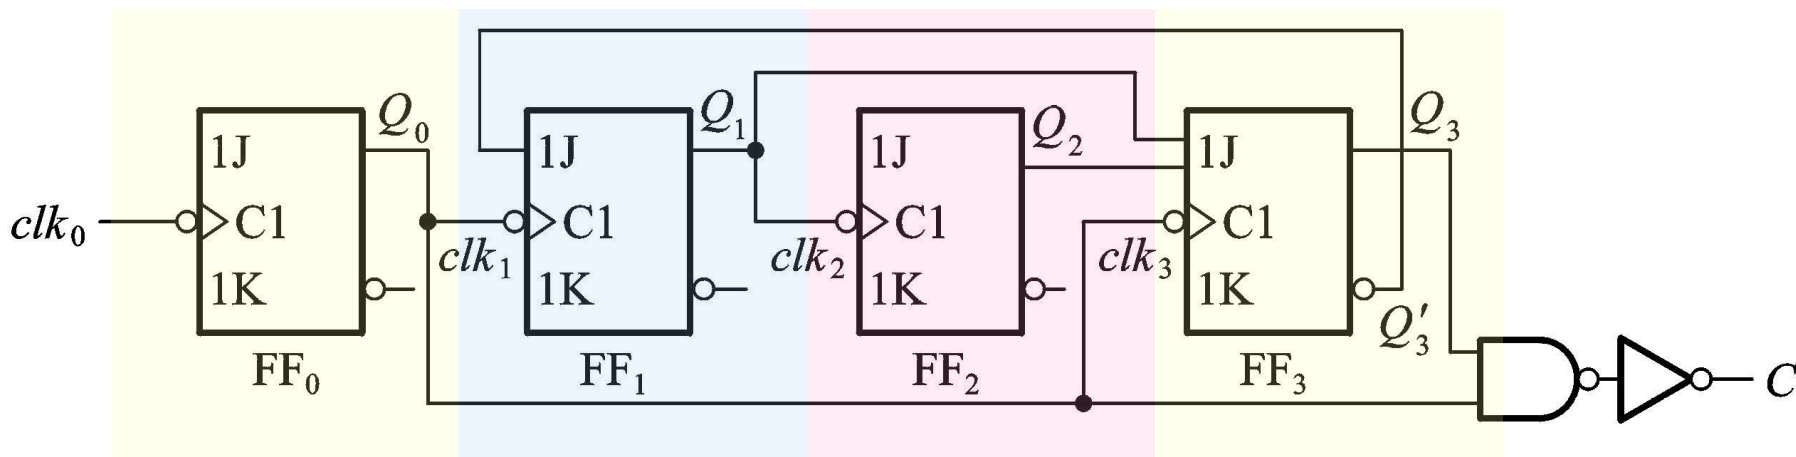 Q₀
Q₁
Q₂
Q₃
1J
1J
1J
1J
clk₀
C1
C1
C1
C1
clk₁
clk₂
clk₃
1K
1K
1K
1K
Q′₃
FF₀
FF₁
FF₂
FF₃
C